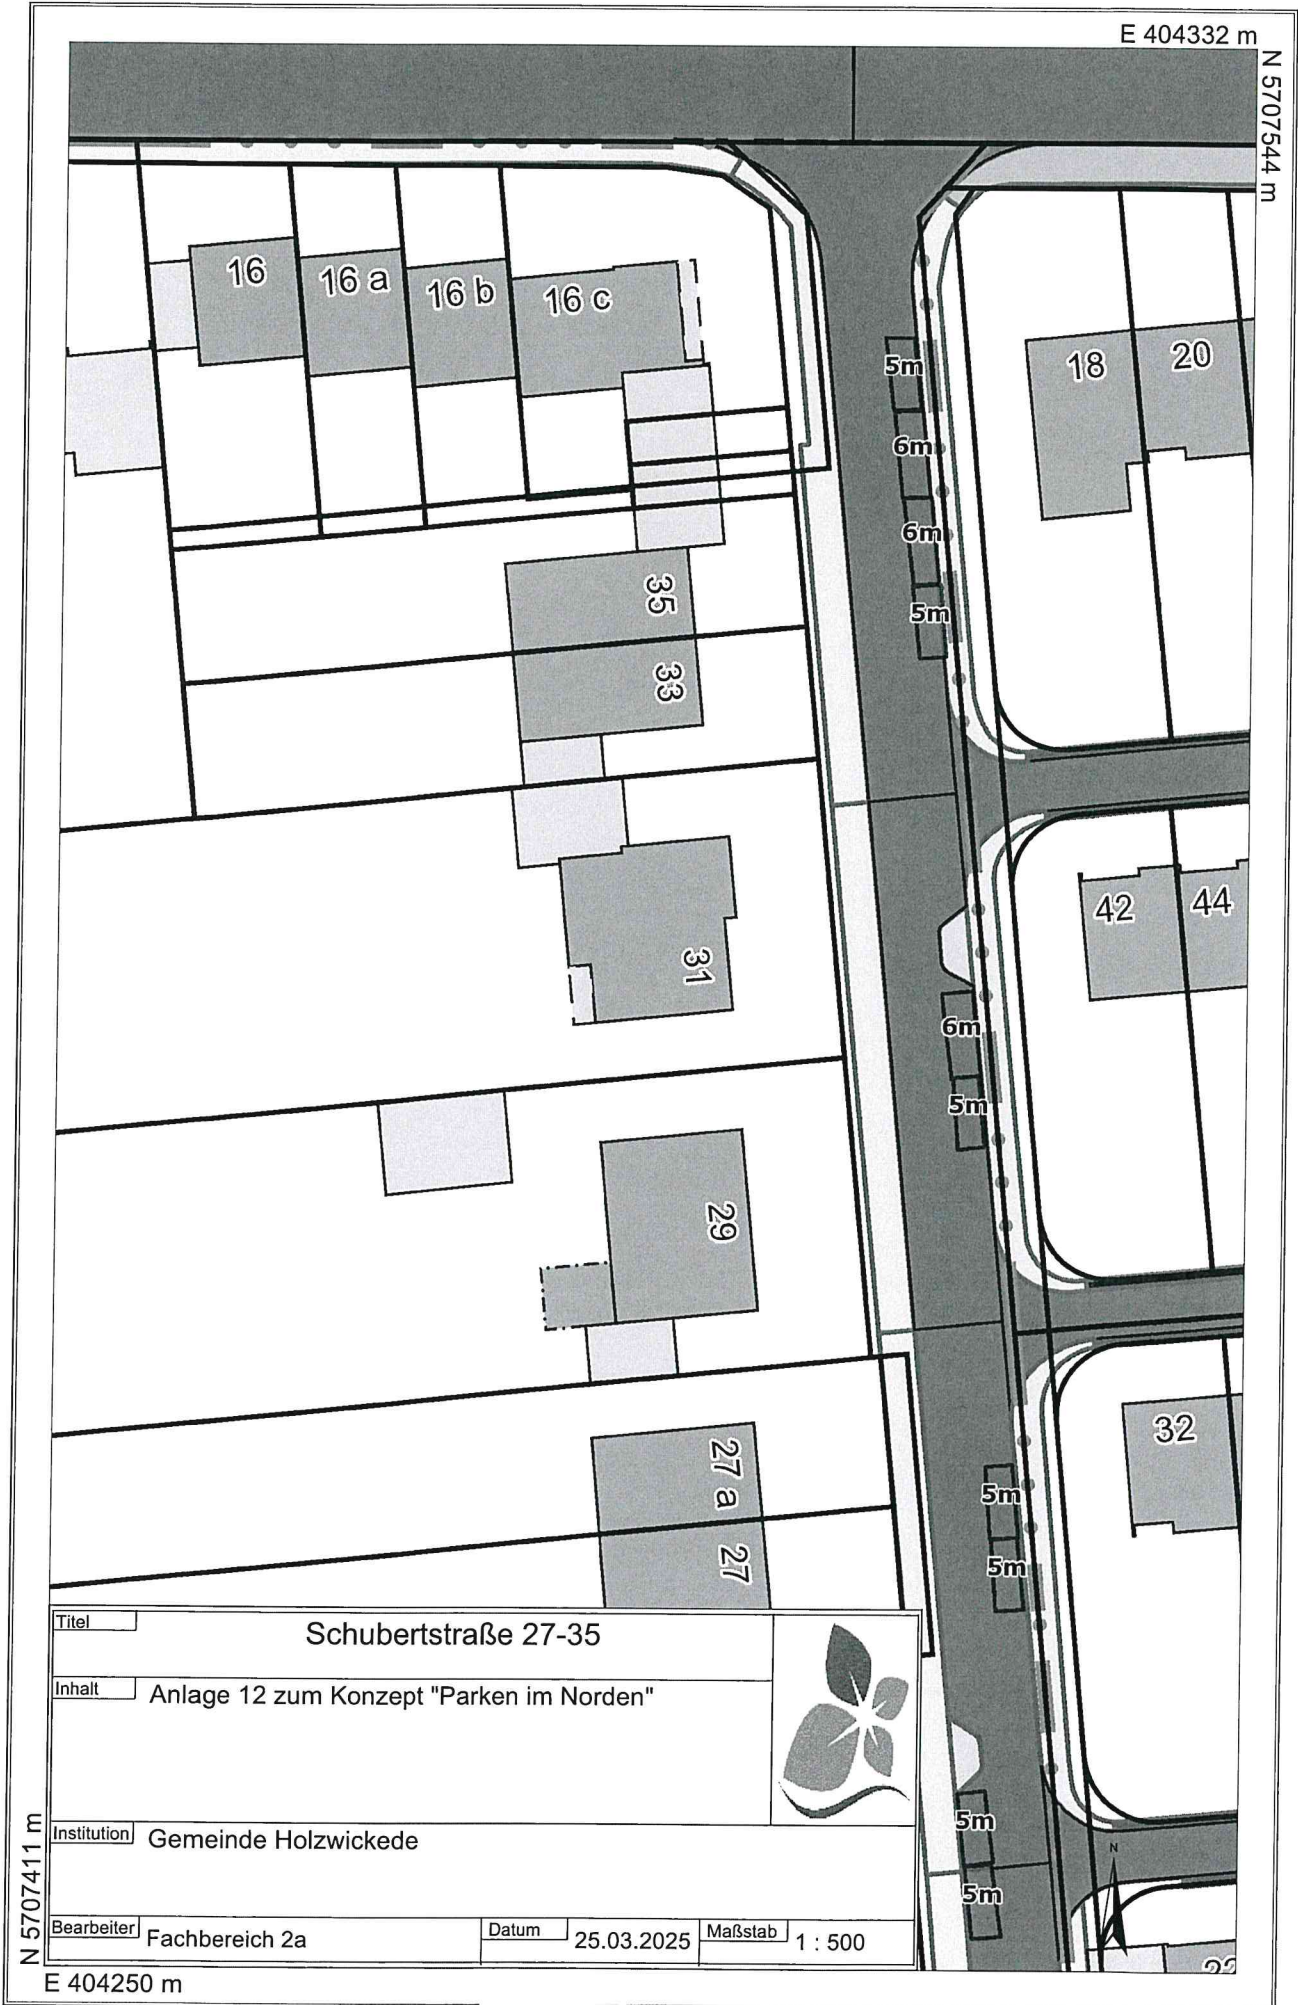 E 404332 m
N 5707544 m
16
16 a
16 b
16 c
5m
18
20
6m
6m
35
5m
33
42
44
31
6m
5m
29
32
27 a
5m
27
5m
Titel
Schubertstraße 27-35
Inhalt
Anlage 12 zum Konzept "Parken im Norden"
5m
Institution
Gemeinde Holzwickede
N
5m
Bearbeiter
Fachbereich 2a
Datum
25.03.2025
Maßstab
1 : 500
N 5707411 m
E 404250 m